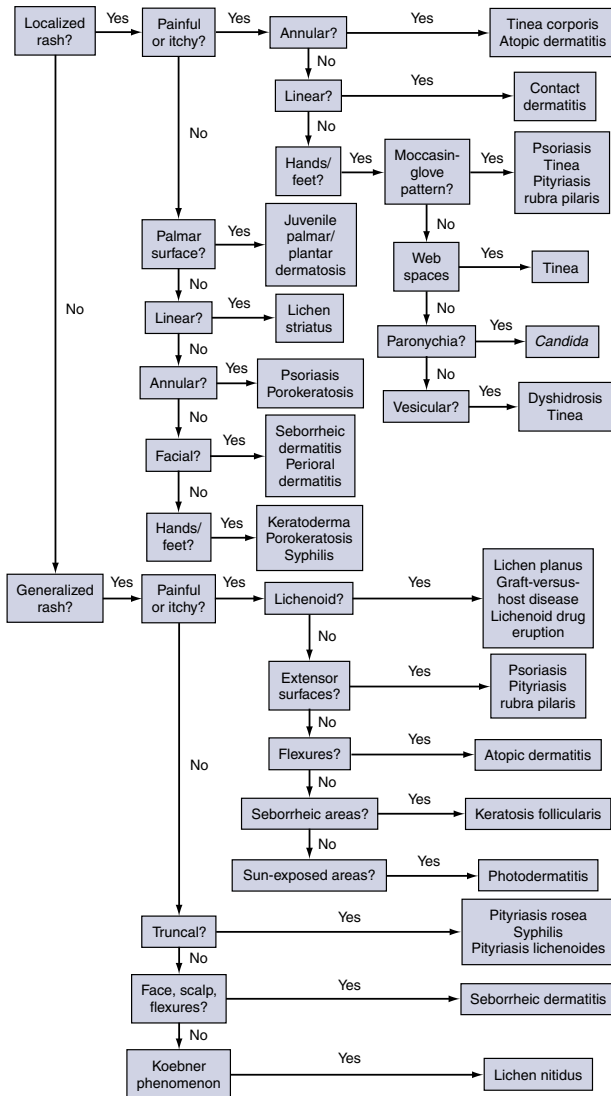 Localized
rash?
Yes
Painful
or itchy?
Yes
Annular?
Yes
Tinea corporis
Atopic dermatitis
No
Linear?
Yes
Contact
dermatitis
No
No
Hands/
feet?
Yes
Moccasin-
glove
pattern?
Yes
Psoriasis
Tinea
Pityriasis
rubra pilaris
No
Palmar
surface?
Yes
Juvenile
palmar/
plantar
dermatosis
Web
spaces
Yes
Tinea
No
No
Linear?
Yes
Lichen
striatus
No
Paronychia?
Yes
Candida
No
Annular?
Yes
Psoriasis
Porokeratosis
No
Vesicular?
Yes
Dyshidrosis
Tinea
No
Facial?
Yes
Seborrheic
dermatitis
Perioral
dermatitis
No
Hands/
feet?
Yes
Keratoderma
Porokeratosis
Syphilis
No
Generalized
rash?
Yes
Painful
or itchy?
Yes
Lichenoid?
Yes
Lichen planus
Graft-versus-
host disease
Lichenoid drug
eruption
No
Extensor
surfaces?
Yes
Psoriasis
Pityriasis
rubra pilaris
No
Flexures?
Yes
Atopic dermatitis
No
No
Seborrheic areas?
Yes
Keratosis follicularis
No
Sun-exposed areas?
Yes
Photodermatitis
Truncal?
Yes
Pityriasis rosea
Syphilis
Pityriasis lichenoides
No
Face, scalp,
flexures?
Yes
Seborrheic dermatitis
No
Koebner
phenomenon
Yes
Lichen nitidus